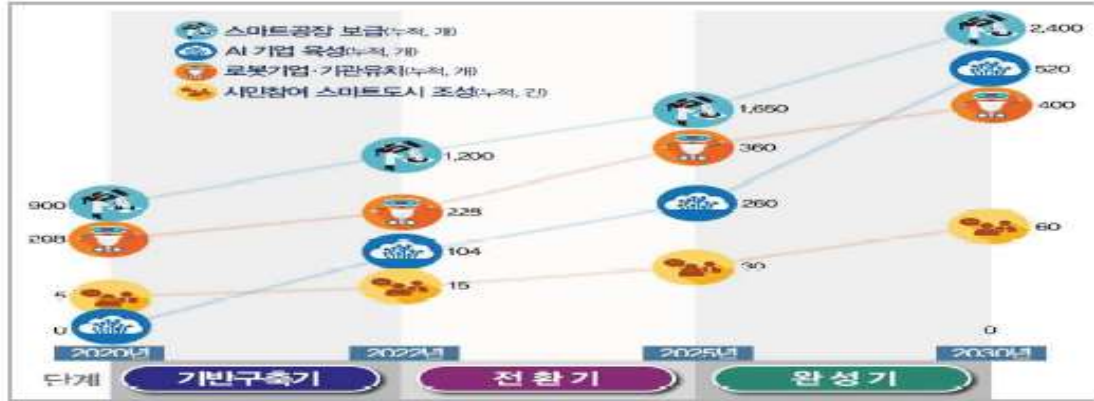 스마트공장 보급(누적, 개)
AI 기업 육성(누적, 개)
로봇기업·기관유치(누적, 개)
시민참여 스마트도시 조성(누적, 건)
2,400
520
400
1,650
1,200
360
900
228
260
208
104
60
30
5
15
0
0
2020년
2022년
2025년
2030년
단계
기반구축기
전환기
완성기